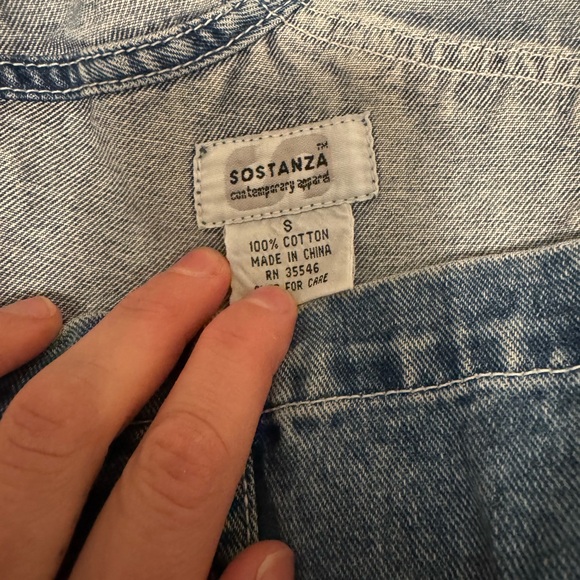 SOSTANZA™
contemporary apparel
S
100% COTTON
MADE IN CHINA
RN 35546
FOR CARE